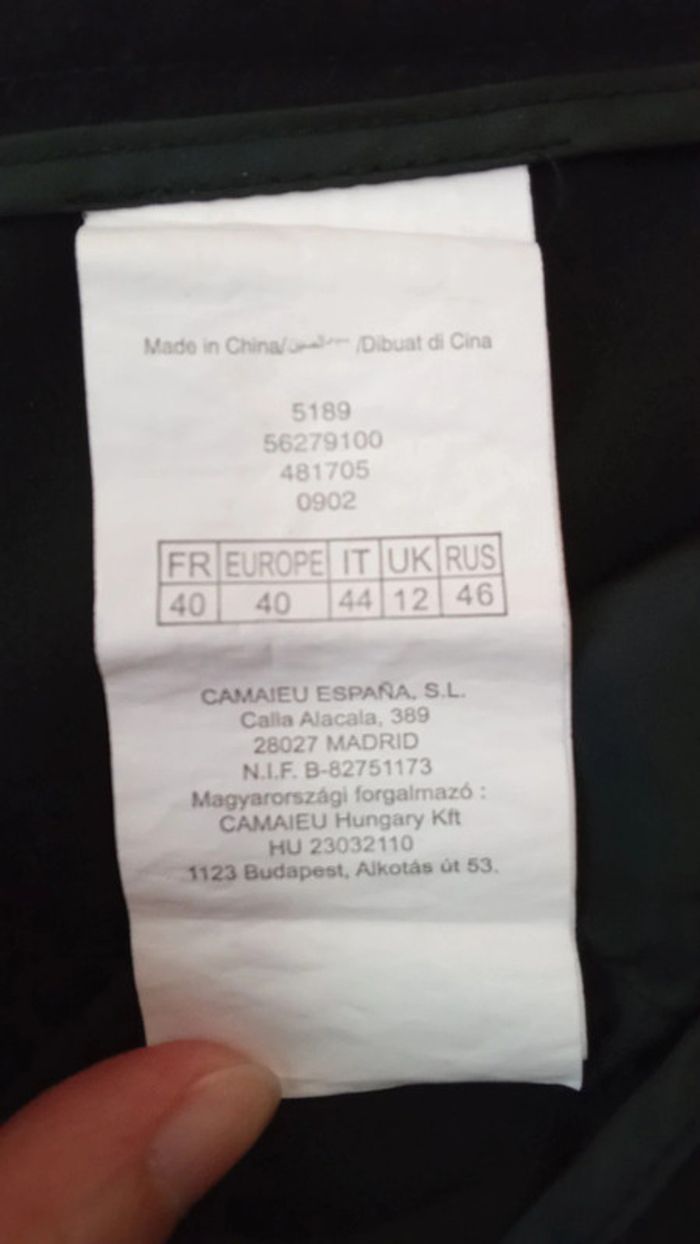 Made in China/ /Dibuat di Cina
5189
56279100
481705
0902
FR EUROPE IT UK RUS
40 40 44 12 46
CAMAIEU ESPAÑA, S.L.
Calla Alacala, 389
28027 MADRID
N.I.F. B-82751173
Magyarországi forgalmazó :
CAMAIEU Hungary Kft
HU 23032110
1123 Budapest, Alkotás út 53.